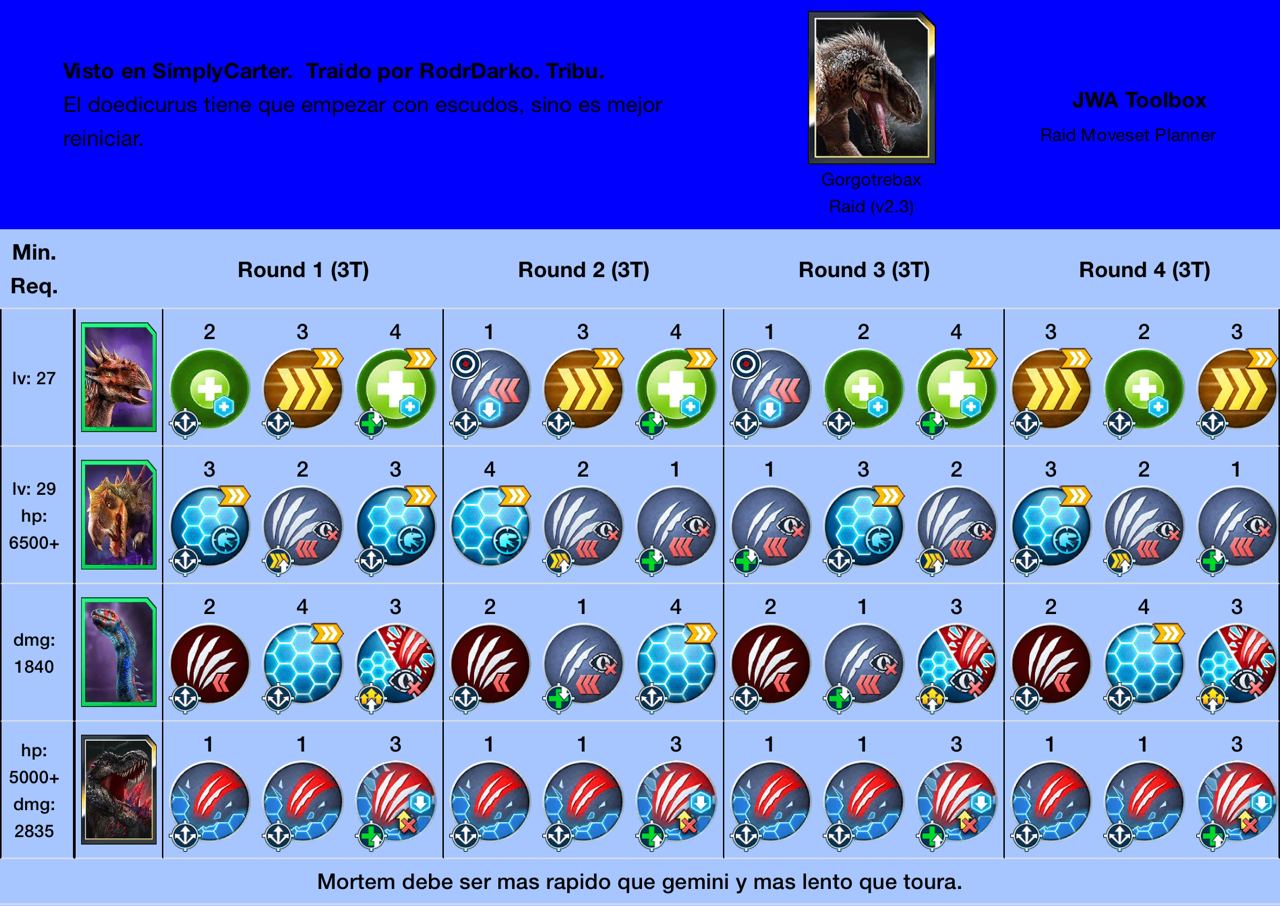 Visto en SimplyCarter.  Traido por RodrDarko. Tribu.
El doedicurus tiene que empezar con escudos, sino es mejor
reiniciar.
Gorgotrebax
Raid (v2.3)
JWA Toolbox
Raid Moveset Planner
Min.
Req.
Round 1 (3T)
Round 2 (3T)
Round 3 (3T)
Round 4 (3T)
lv: 27
2 3 4 1 3 4 1 2 4 3 2 3
lv: 29
hp:
6500+
3 2 3 4 2 1 1 3 2 3 2 1
dmg:
1840
2 4 3 2 1 4 2 1 3 2 4 3
hp:
5000+
dmg:
2835
1 1 3 1 1 3 1 1 3 1 1 3
Mortem debe ser mas rapido que gemini y mas lento que toura.